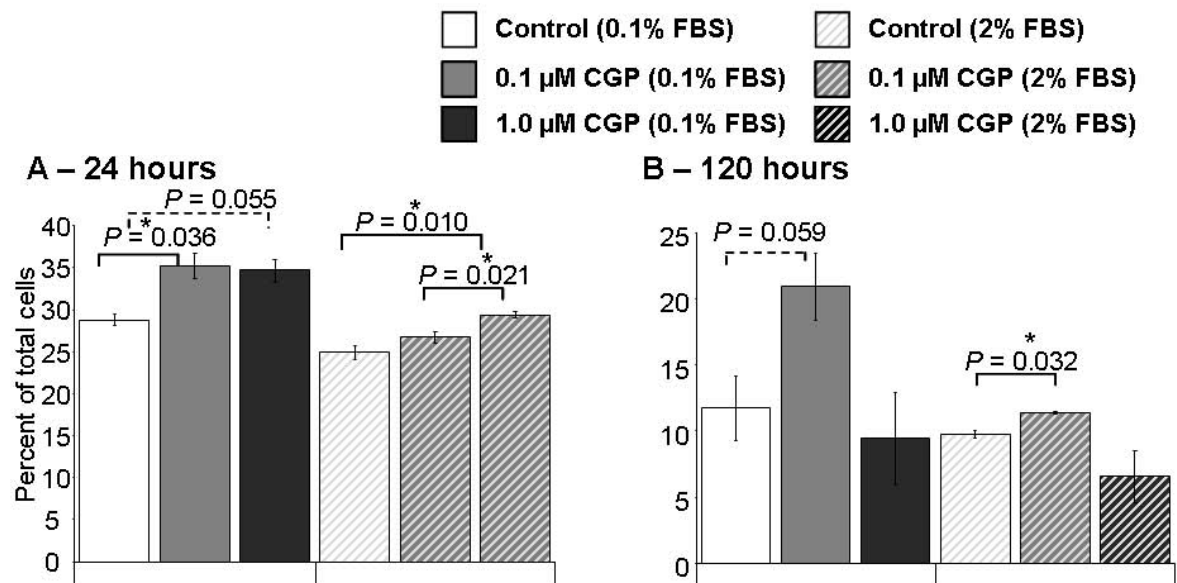 Control (0.1% FBS) Control (2% FBS)
0.1 µM CGP (0.1% FBS) 0.1 µM CGP (2% FBS)
1.0 µM CGP (0.1% FBS) 1.0 µM CGP (2% FBS)
A – 24 hours
Percent of total cells
40
35
30
25
20
15
10
5
0
P = 0.055
*
P = 0.036
*
P = 0.010
*
P = 0.021
B – 120 hours
25
20
15
10
5
0
P = 0.059
*
P = 0.032